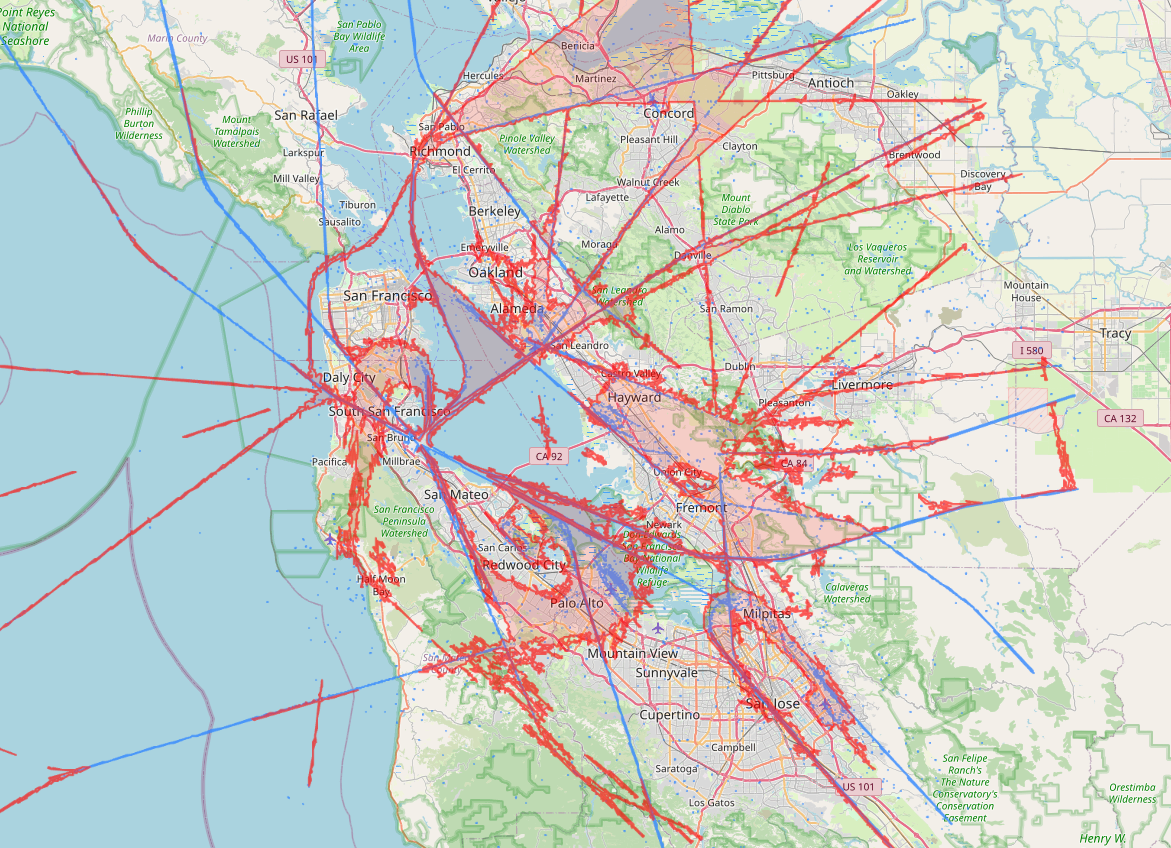 Vallejo
Point Reyes
National
Seashore
San Pablo
Bay Wildlife
Area
Marin County
US 101
Benicia
Hercules
Martinez
Pittsburg
Antioch
Oakley
Phillip
Burton
Wilderness
Mount
Tamalpais
Watershed
San Rafael
San Pablo
Concord
Pinole Valley
Watershed
Pleasant Hill
Clayton
Larkspur
Richmond
Brentwood
El Cerrito
Mill Valley
Walnut Creek
Discovery
Bay
Lafayette
Mount
Diablo
State Park
Tiburon
Berkeley
Sausalito
Alamo
Emeryville
Moraga
Danville
Los Vaqueros
Reservoir
and Watershed
Oakland
San Francisco
San Leandro
Watershed
Mountain
House
Alameda
San Ramon
Tracy
San Leandro
I 580
Dublin
Daly City
Castro Valley
Livermore
Hayward
Pleasanton
South San Francisco
CA 132
San Bruno
Pacifica
Millbrae
CA 92
CA 84
Union City
San Mateo
Fremont
San Francisco
Peninsula
Watershed
Newark
Don Edwards
San Francisco
Bay National
Wildlife
Refuge
San Carlos
Redwood City
Half Moon
Bay
Calaveras
Watershed
Palo Alto
Milpitas
Mountain View
Sunnyvale
San Jose
Cupertino
Campbell
Saratoga
San Felipe
Ranch's
The Nature
Conservancy's
Conservation
Easement
US 101
Orestimba
Wilderness
Los Gatos
Henry W.